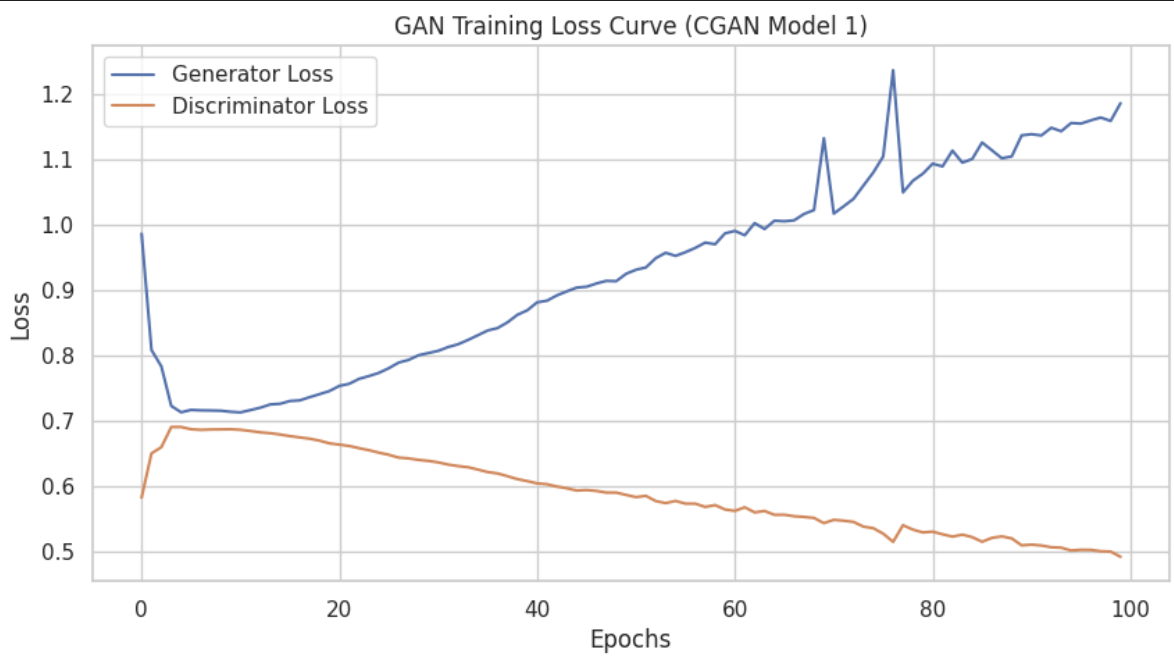 GAN Training Loss Curve (CGAN Model 1)
Generator Loss
Discriminator Loss
1.2
1.1
1.0
0.9
0.8
0.7
0.6
0.5
Loss
0 20 40 60 80 100
Epochs